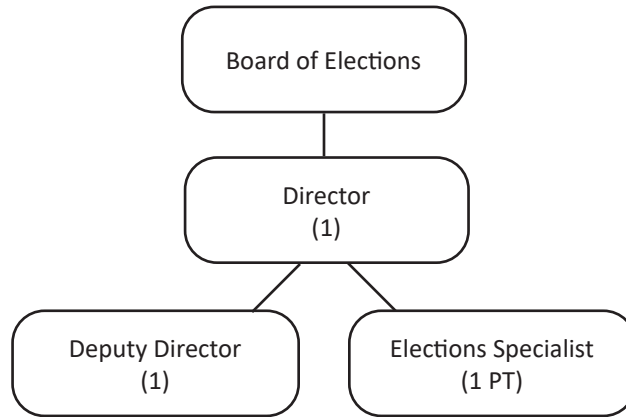 Board of Elections
Director
(1)
Deputy Director
(1)
Elections Specialist
(1 PT)